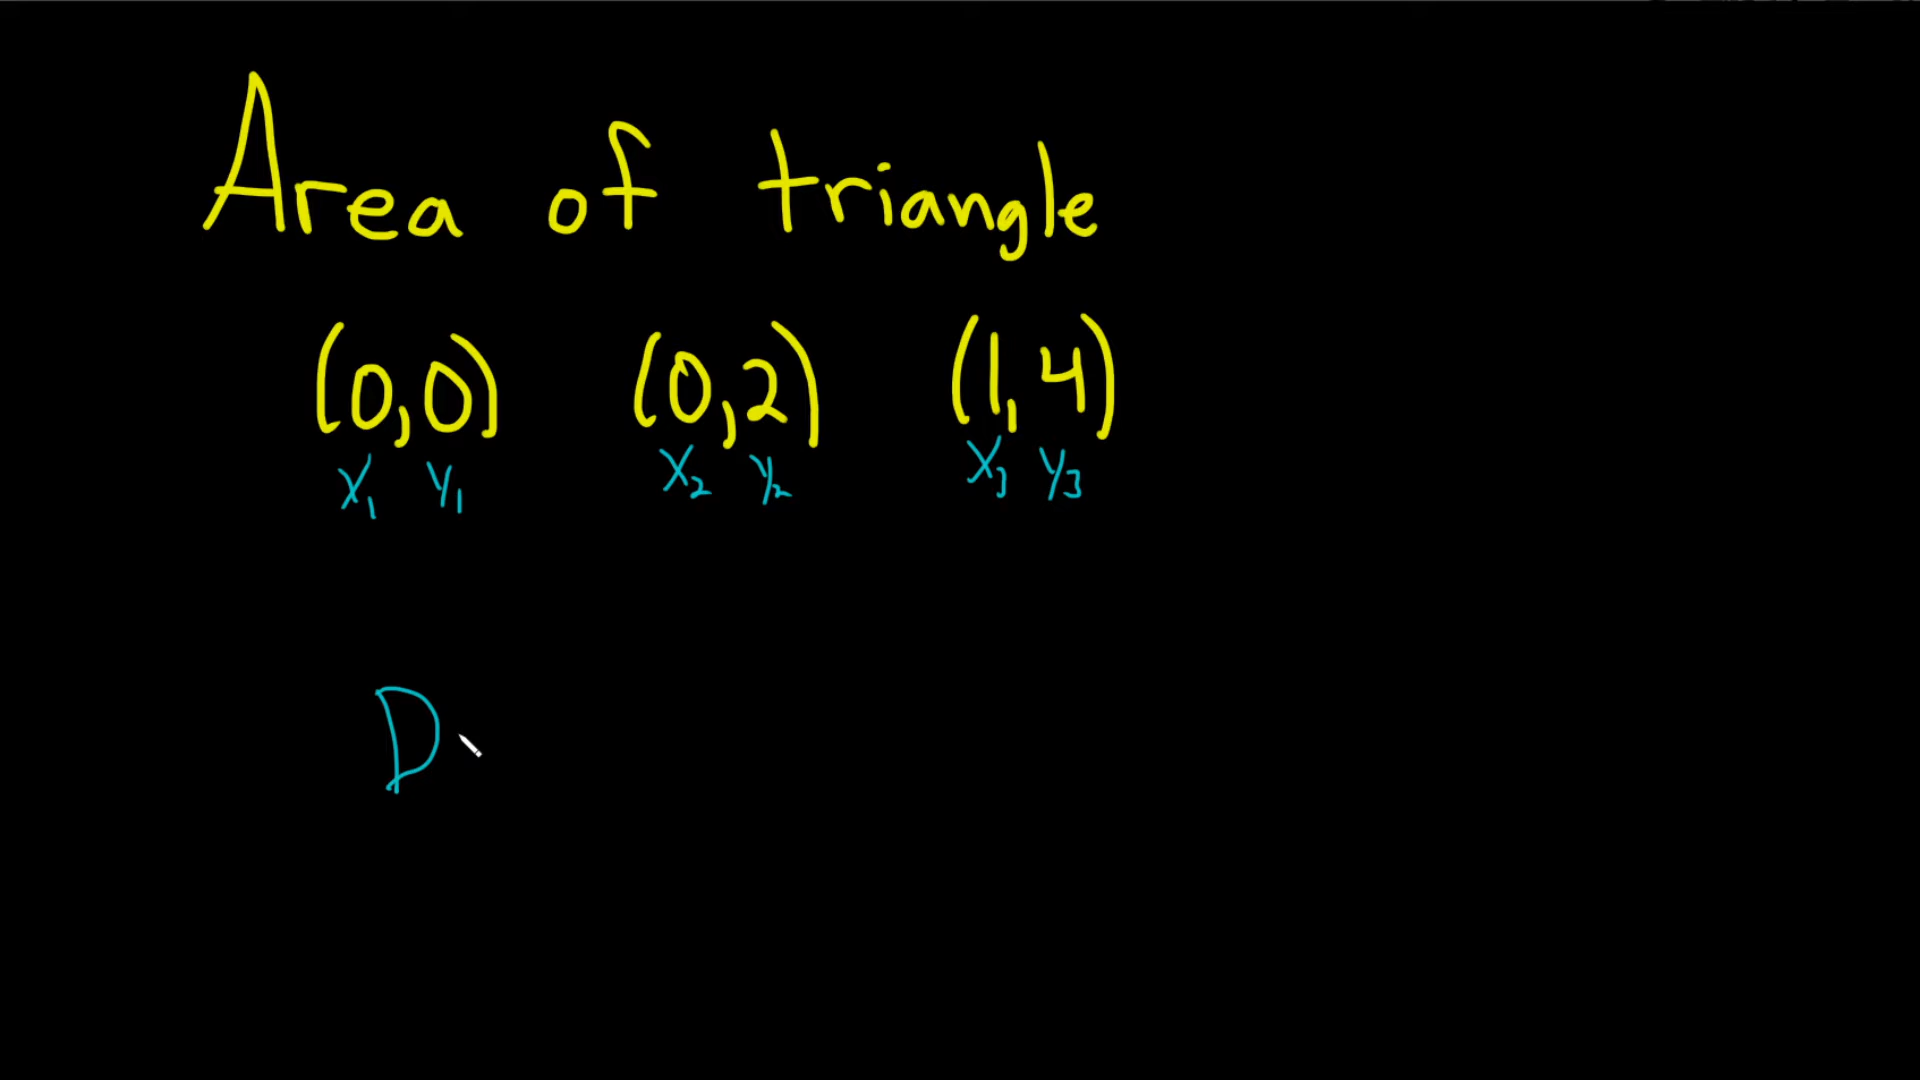 Area of triangle
(0,0) (0,2) (1,4)
x₁ y₁ x₂ y₂ x₃ y₃
D